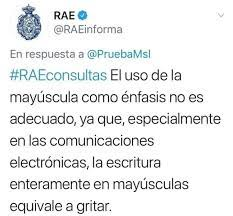 RAE
@RAEinforma
En respuesta a @PruebaMsl
#RAEconsultas El uso de la
mayúscula como énfasis no es
adecuado, ya que, especialmente
en las comunicaciones
electrónicas, la escritura
enteramente en mayúsculas
equivale a gritar.